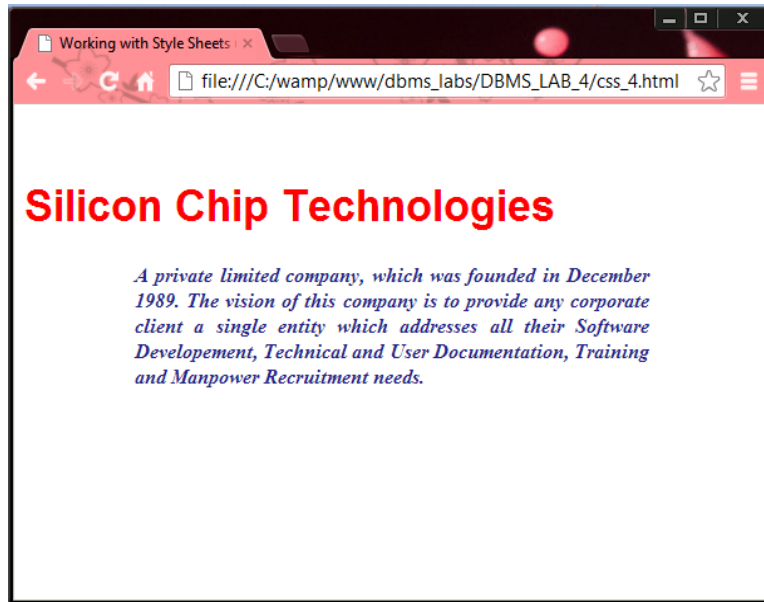 Working with Style Sheets
file:///C:/wamp/www/dbms_labs/DBMS_LAB_4/css_4.html
Silicon Chip Technologies
A private limited company, which was founded in December
1989. The vision of this company is to provide any corporate
client a single entity which addresses all their Software
Developement, Technical and User Documentation, Training
and Manpower Recruitment needs.